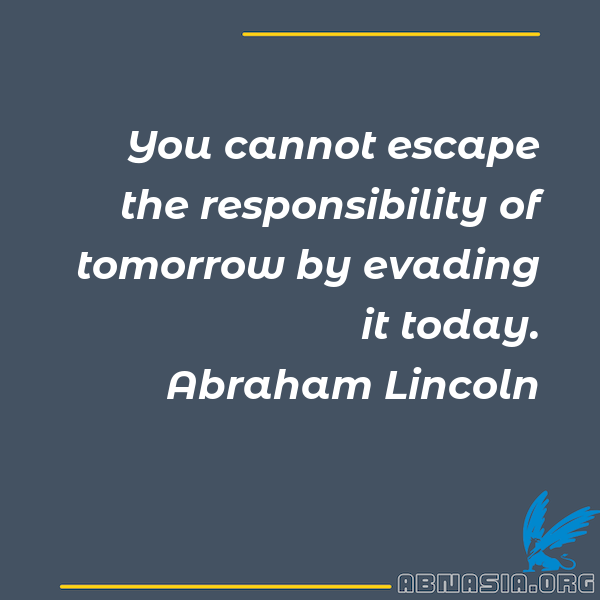 You cannot escape
the responsibility of
tomorrow by evading
it today.
Abraham Lincoln
ABNASIA.ORG